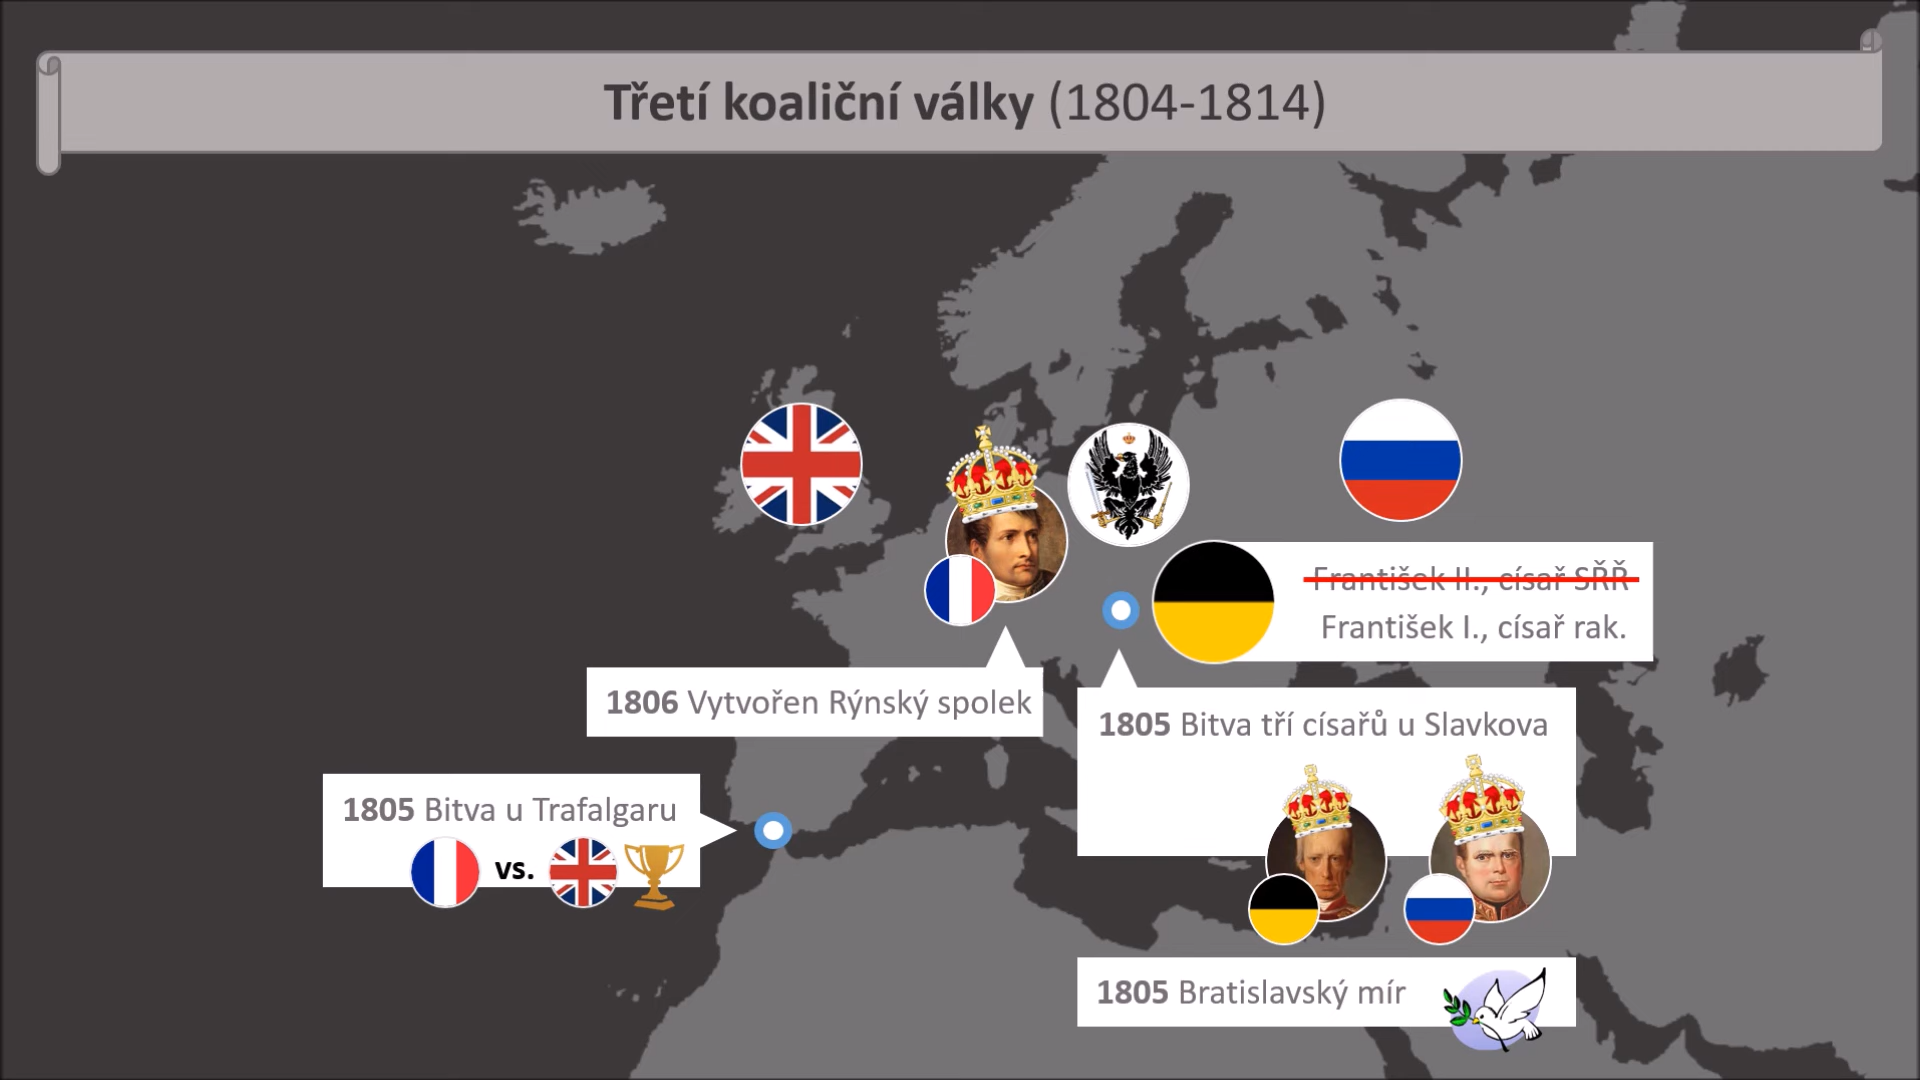 Třetí koaliční války (1804-1814)
František II., císař SŘŘ
František I., císař rak.
1806 Vytvořen Rýnský spolek
1805 Bitva tří císařů u Slavkova
1805 Bitva u Trafalgaru
vs.
1805 Bratislavský mír